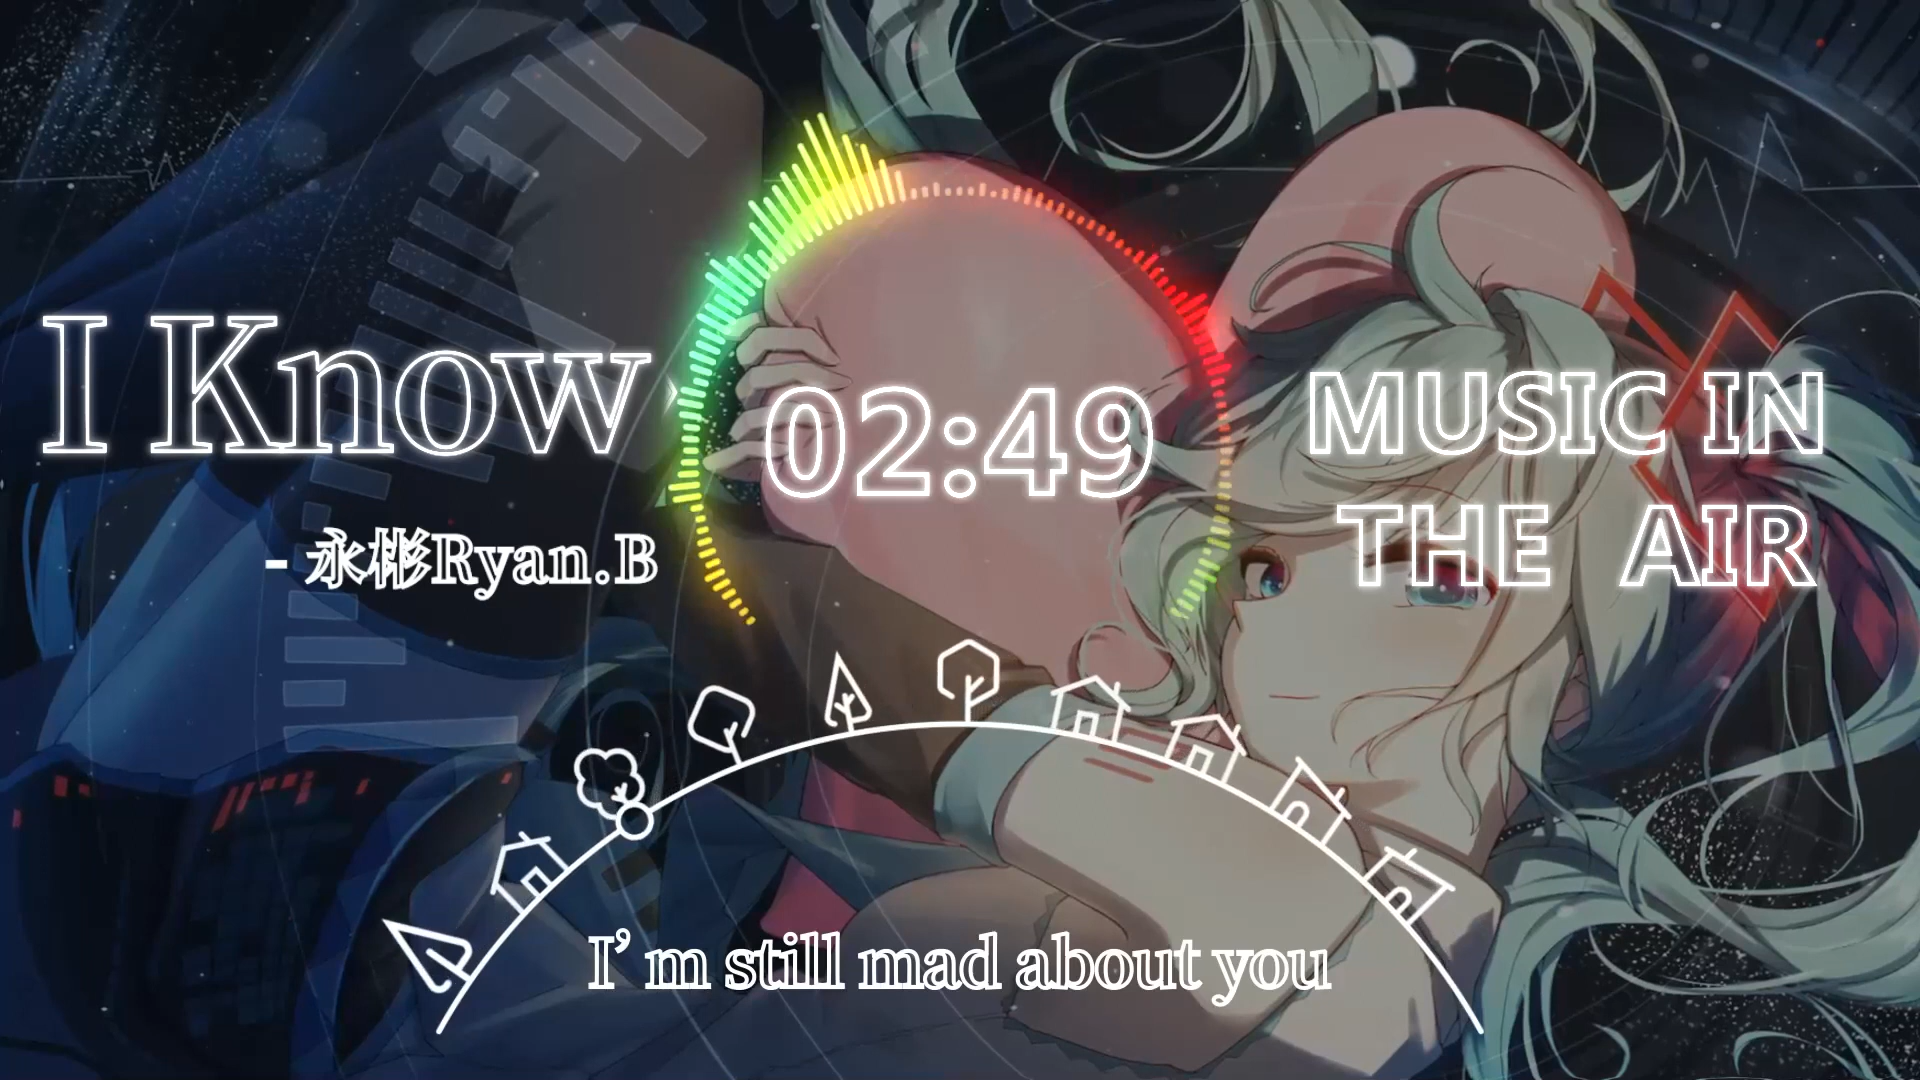 I Know
- 永彬Ryan.B
02:49
MUSIC IN
THE AIR
I'm still mad about you